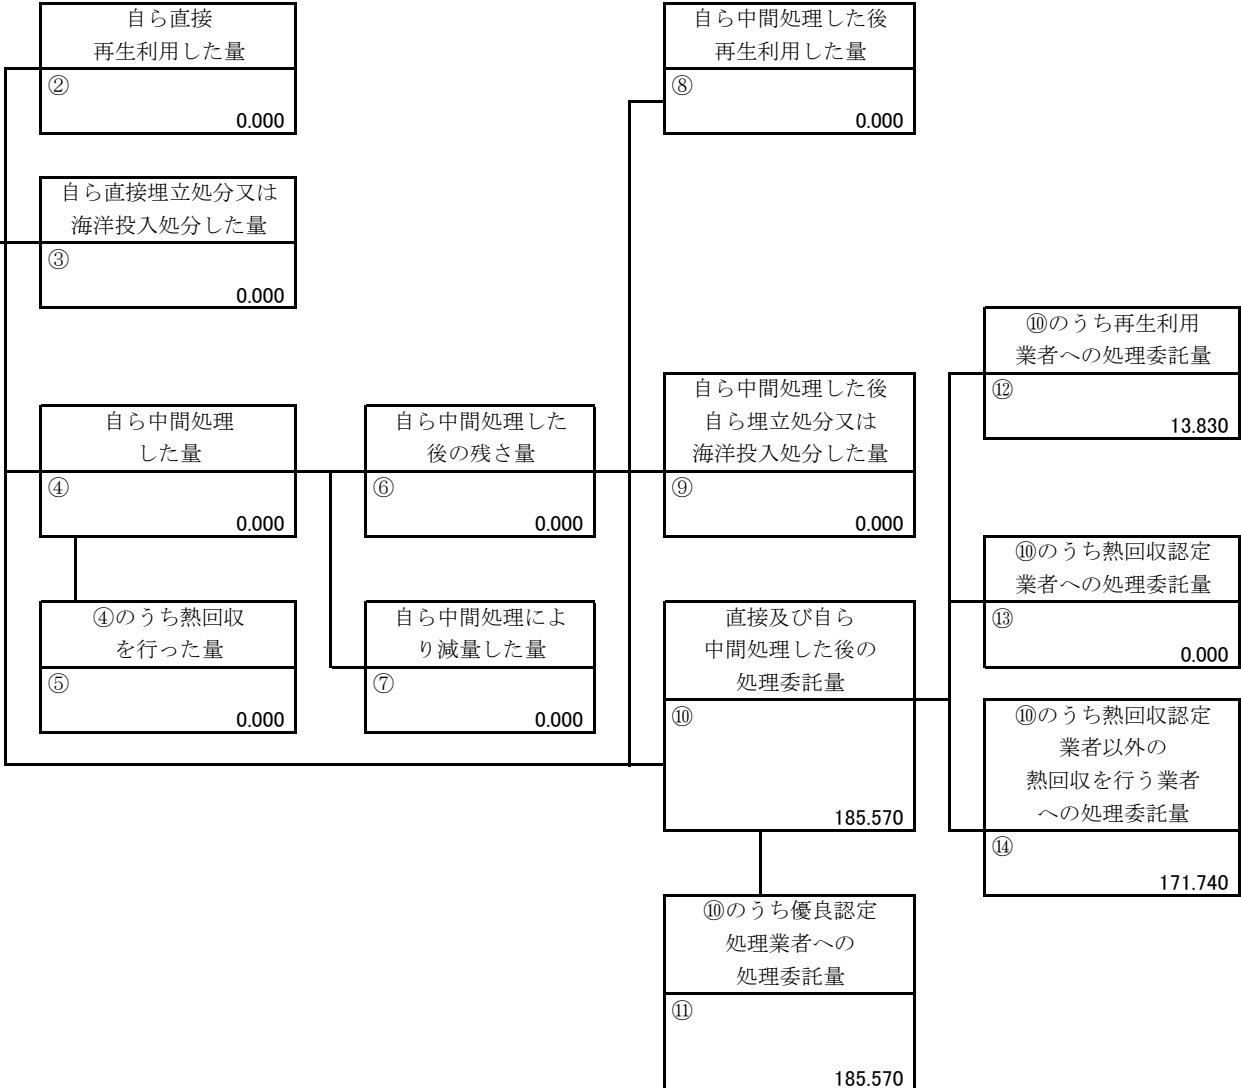 自ら直接
再生利用した量
②
0.000
自ら中間処理した後
再生利用した量
⑧
0.000
自ら直接埋立処分又は
海洋投入処分した量
③
0.000
⑩のうち再生利用
業者への処理委託量
⑫
13.830
自ら中間処理
した量
④
0.000
自ら中間処理した
後の残さ量
⑥
0.000
自ら中間処理した後
自ら埋立処分又は
海洋投入処分した量
⑨
0.000
⑩のうち熱回収認定
業者への処理委託量
⑬
0.000
④のうち熱回収
を行った量
⑤
0.000
自ら中間処理によ
り減量した量
⑦
0.000
直接及び自ら
中間処理した後の
処理委託量
⑩
185.570
⑩のうち熱回収認定
業者以外の
熱回収を行う業者
への処理委託量
⑭
171.740
⑩のうち優良認定
処理業者への
処理委託量
⑪
185.570